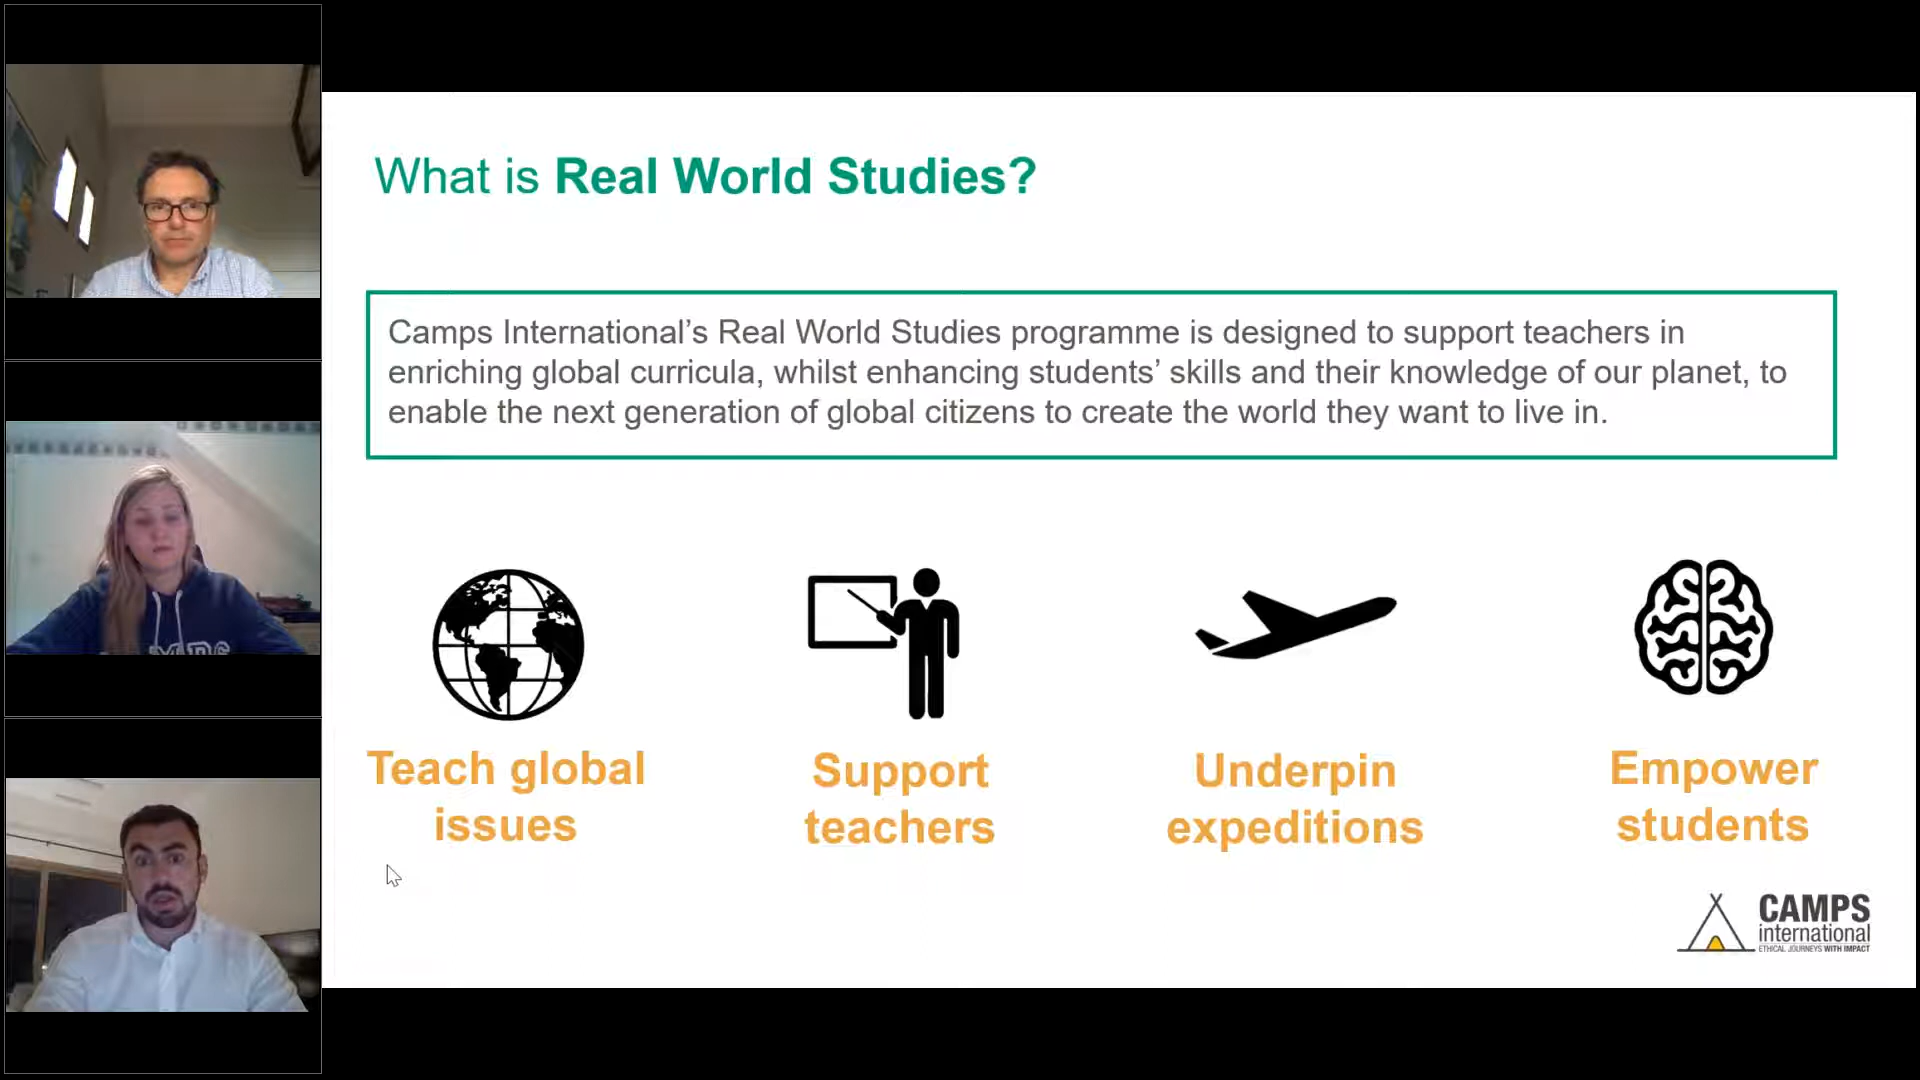 What is Real World Studies?
Camps International's Real World Studies programme is designed to support teachers in
enriching global curricula, whilst enhancing students' skills and their knowledge of our planet, to
enable the next generation of global citizens to create the world they want to live in.
Teach global
issues
Support
teachers
Underpin
expeditions
Empower
students
CAMPS
international
ETHICAL JOURNEYS WITH IMPACT